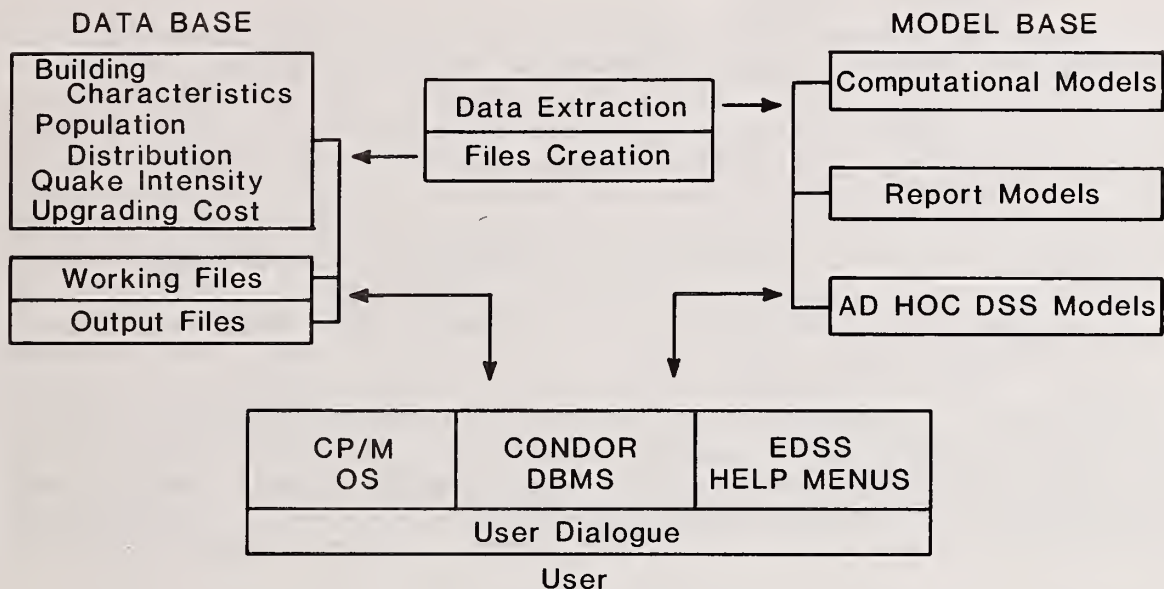 DATA BASE
Building
Characteristics
Population
Distribution
Quake Intensity
Upgrading Cost
Working Files
Output Files
Data Extraction
Files Creation
MODEL BASE
Computational Models
Report Models
AD HOC DSS Models
CP/M
OS
CONDOR
DBMS
EDSS
HELP MENUS
User Dialogue
User